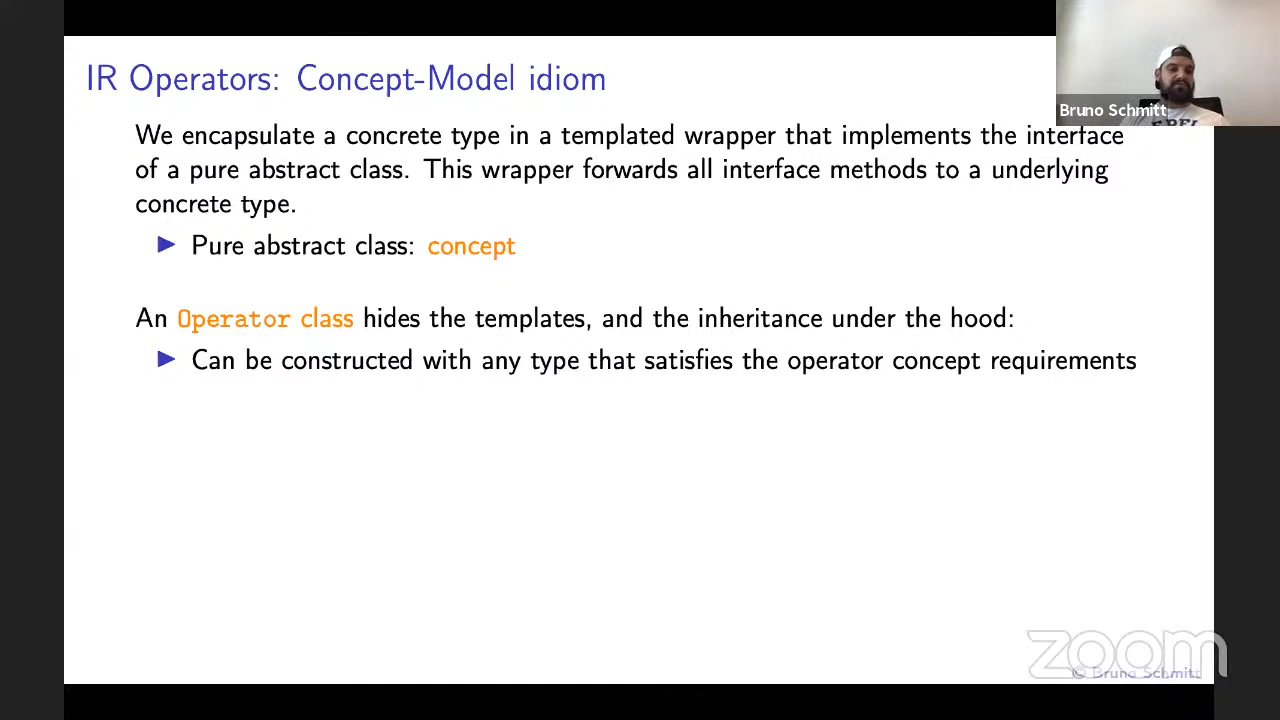 IR Operators: Concept-Model idiom
We encapsulate a concrete type in a templated wrapper that implements the interface
of a pure abstract class. This wrapper forwards all interface methods to a underlying
concrete type.
▶ Pure abstract class: concept
An Operator class hides the templates, and the inheritance under the hood:
▶ Can be constructed with any type that satisfies the operator concept requirements
Bruno Schmitt
zoom
© Bruno Schmitt